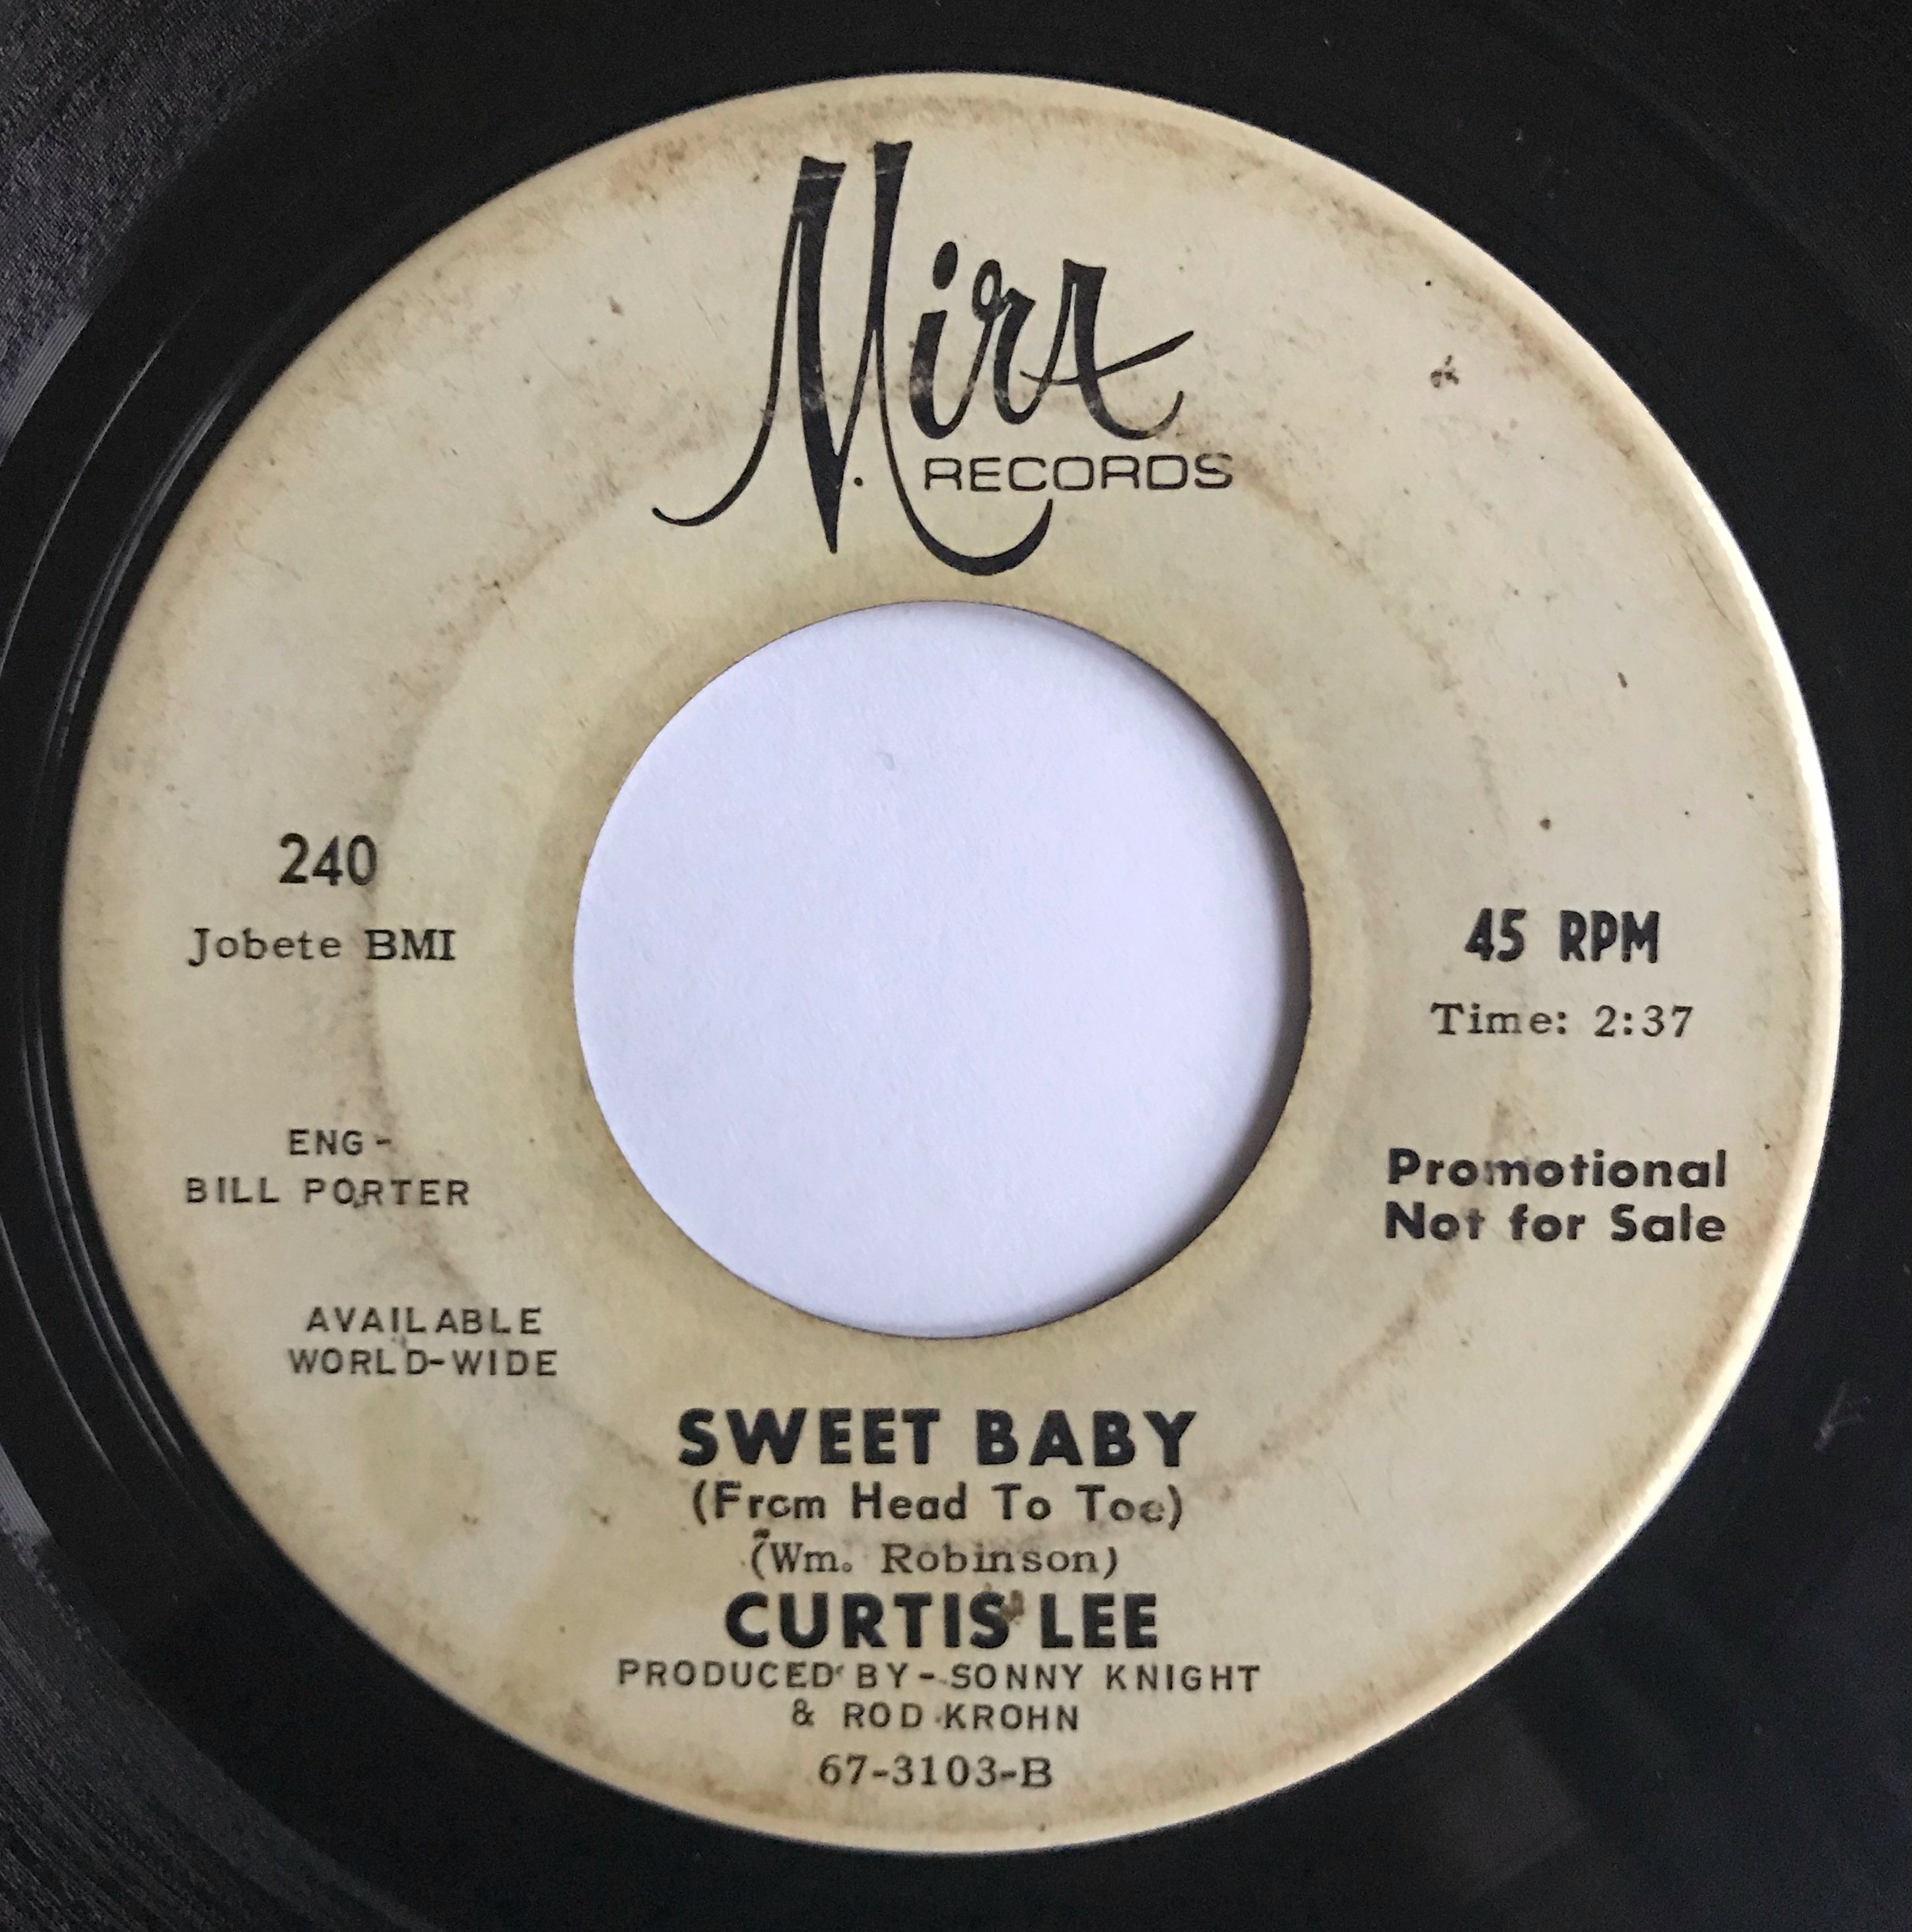 Mira
RECORDS
240
Jobete BMI
45 RPM
Time: 2:37
ENG-
BILL PORTER
Promotional
Not for Sale
AVAILABLE
WORLD-WIDE
SWEET BABY
(From Head To Toe)
(Wm. Robinson)
CURTIS LEE
PRODUCED BY-SONNY KNIGHT
& ROD KROHN
67-3103-B